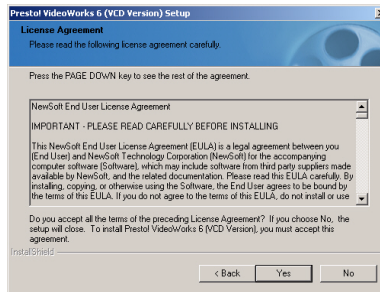 Presto! VideoWorks 6 (VCD Version) Setup
License Agreement
Please read the following license agreement carefully.
Press the PAGE DOWN key to see the rest of the agreement.
NewSoft End User License Agreement
IMPORTANT - PLEASE READ CAREFULLY BEFORE INSTALLING
This NewSoft End User License Agreement (EULA) is a legal agreement between you
(End User) and NewSoft Technology Corporation (NewSoft) for the accompanying
computer software (Software), which may include software from third party suppliers made
available by NewSoft, and the related documentation. Please read this EULA carefully. By
installing, copying, or otherwise using the Software, the End User agrees to be bound by
the terms of this EULA. If you do not agree to the terms of this EULA, do not install or use
Do you accept all the terms of the preceding License Agreement? If you choose No, the
setup will close. To install Presto! VideoWorks 6 (VCD Version), you must accept this
agreement.
InstallShield
< Back Yes No